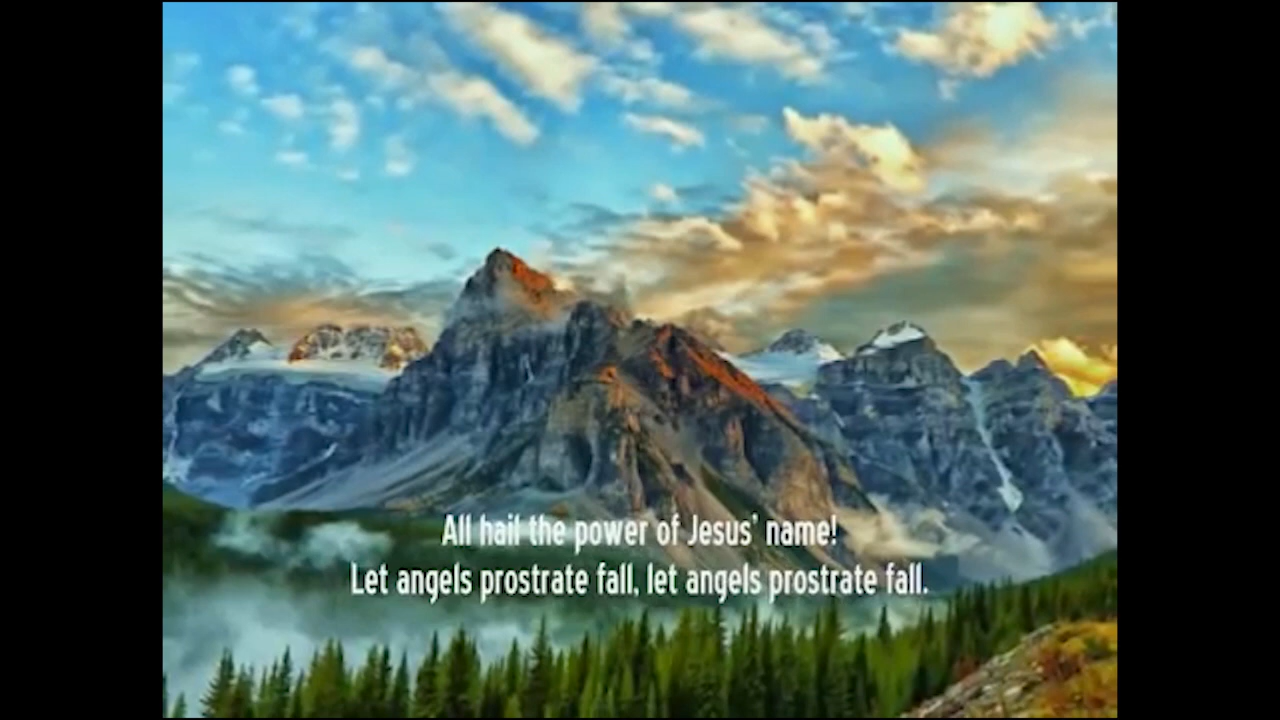 All hail the power of Jesus' name!
Let angels prostrate fall, let angels prostrate fall.